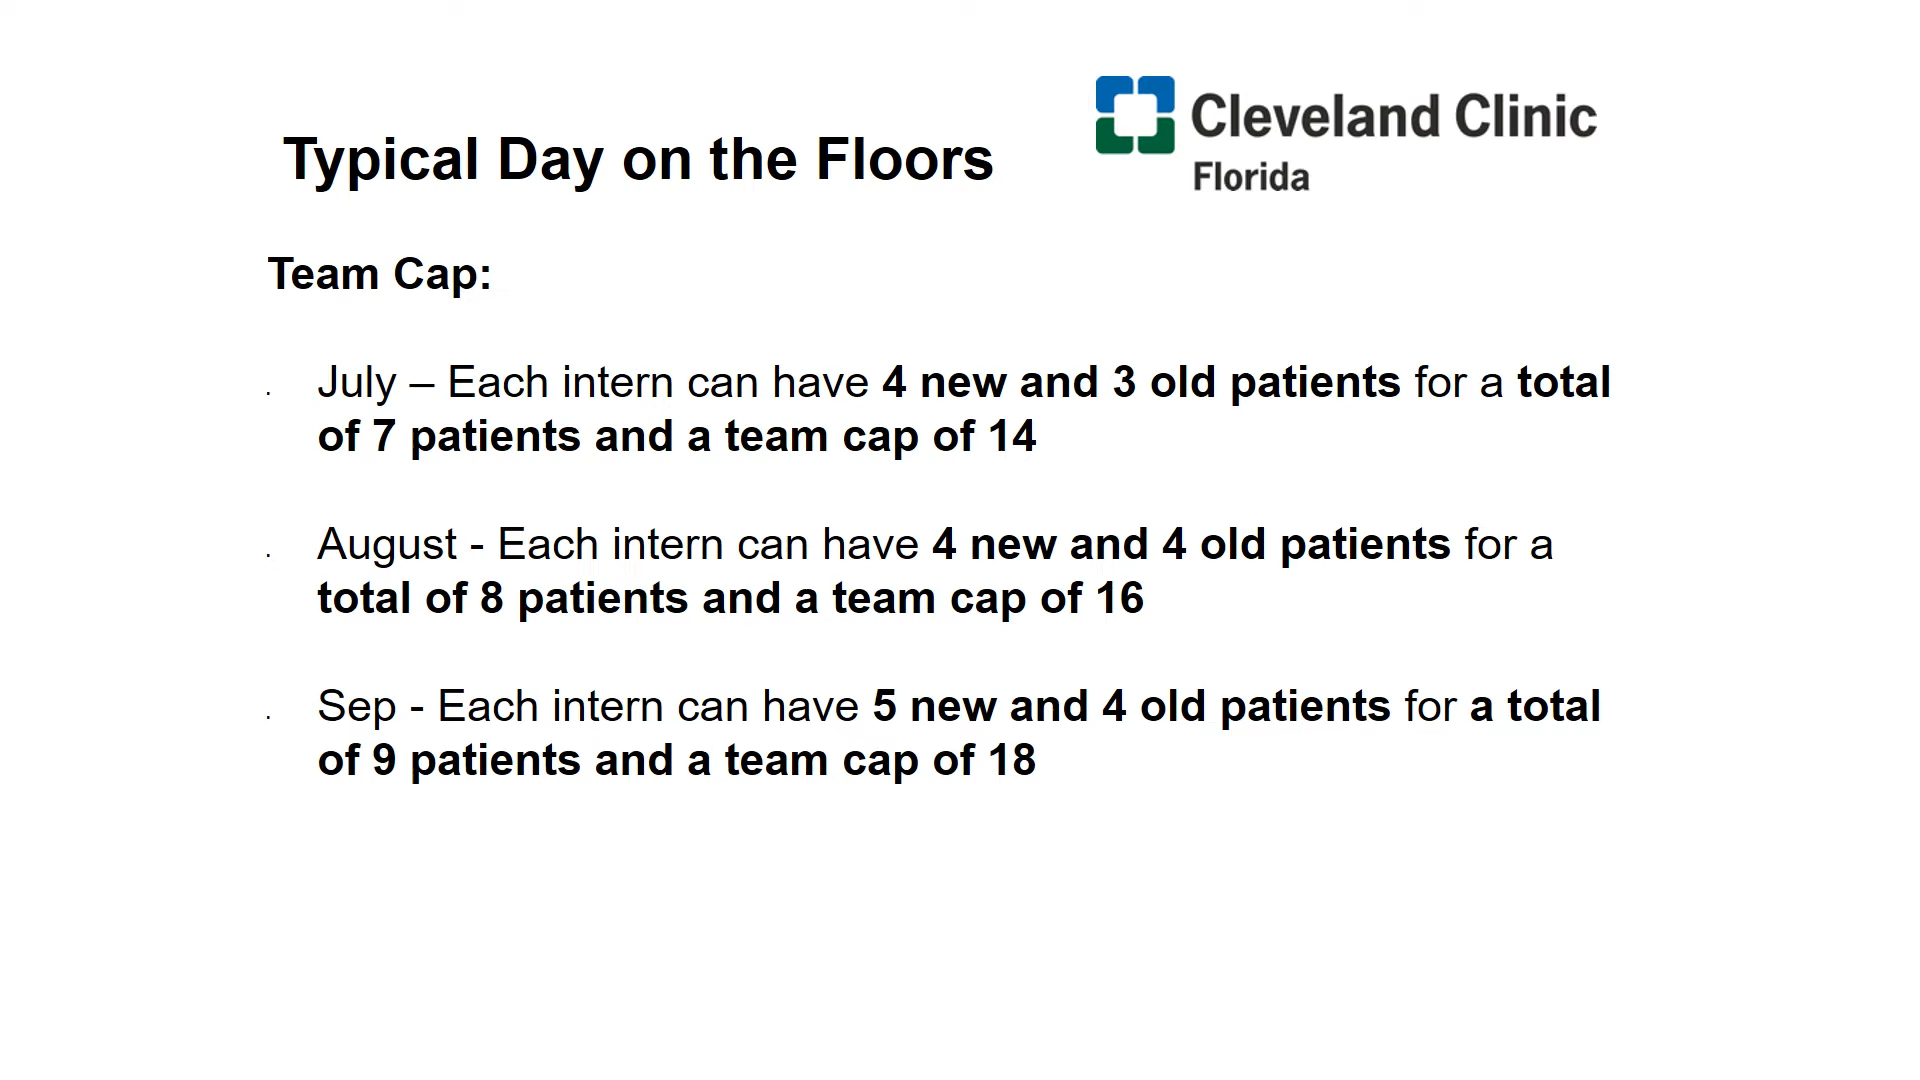 Cleveland Clinic
Florida
Typical Day on the Floors
Team Cap:
. July – Each intern can have 4 new and 3 old patients for a total
of 7 patients and a team cap of 14
. August - Each intern can have 4 new and 4 old patients for a
total of 8 patients and a team cap of 16
. Sep - Each intern can have 5 new and 4 old patients for a total
of 9 patients and a team cap of 18